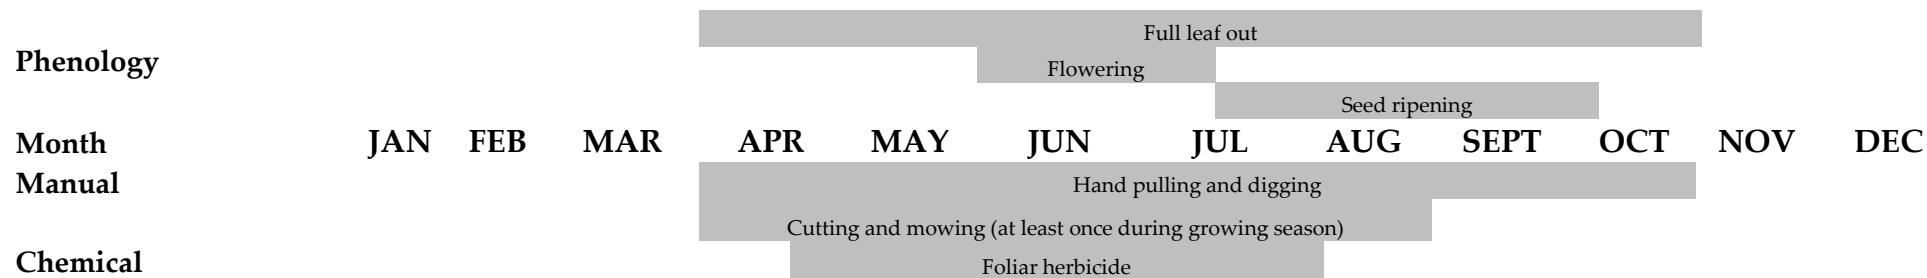 Full leaf out
Phenology
Flowering
Seed ripening
Month JAN FEB MAR APR MAY JUN JUL AUG SEPT OCT NOV DEC
Manual Hand pulling and digging
Cutting and mowing (at least once during growing season)
Chemical Foliar herbicide